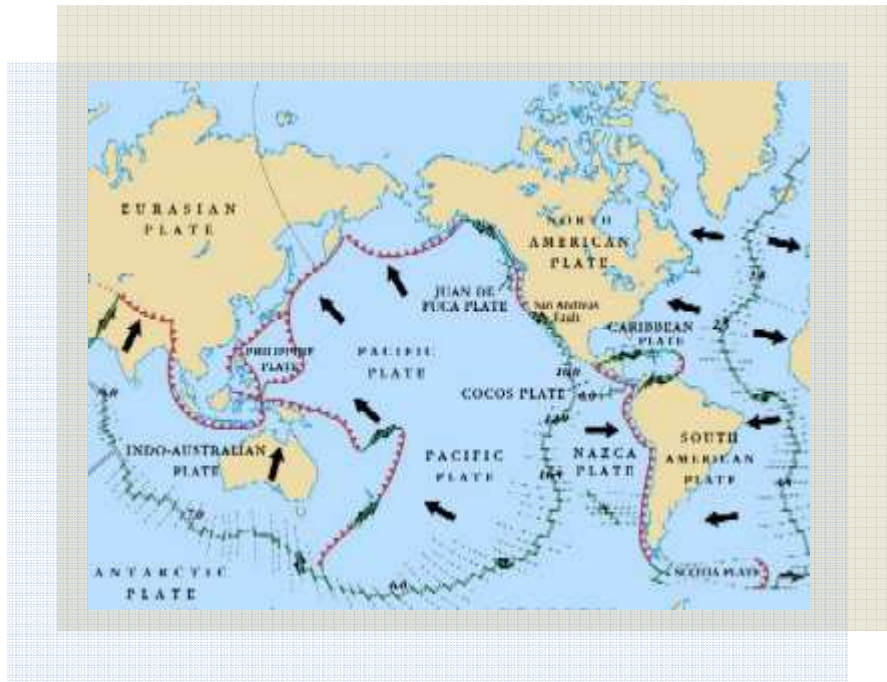 EURASIAN
PLATE
NORTH
AMERICAN
PLATE
JUAN DE
FUCA PLATE
San Andreas
Fault
CARIBBEAN
PLATE
PHILIPPINE
PLATE
PACIFIC
PLATE
COCOS PLATE
INDO-AUSTRALIAN
PLATE
PACIFIC
PLATE
NAZCA
PLATE
SOUTH
AMERICAN
PLATE
ANTARCTIC
PLATE
SCOTIA PLATE